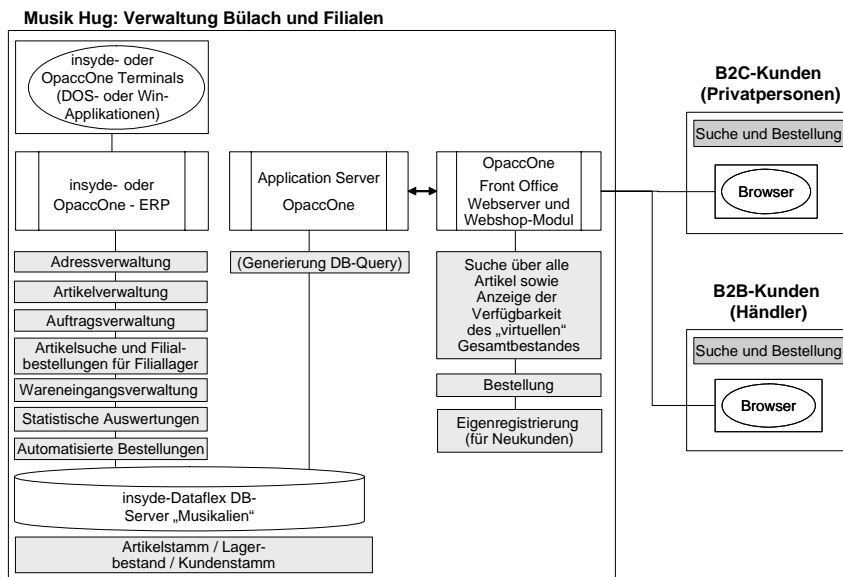 Musik Hug: Verwaltung Bülach und Filialen
insyde- oder
OpaccOne Terminals
(DOS- oder Win-
Applikationen)
insyde- oder
OpaccOne - ERP
Adressverwaltung
Artikelverwaltung
Auftragsverwaltung
Artikelsuche und Filial-
bestellungen für Filiallager
Wareneingangsverwaltung
Statistische Auswertungen
Automatisierte Bestellungen
Application Server
OpaccOne
(Generierung DB-Query)
insyde-Dataflex DB-
Server „Musikalien“
Artikelstamm / Lager-
bestand / Kundenstamm
OpaccOne
Front Office
Webserver und
Webshop-Modul
Suche über alle
Artikel sowie
Anzeige der
Verfügbarkeit
des „virtuellen“
Gesamtbestandes
Bestellung
Eigenregistrierung
(für Neukunden)
B2C-Kunden
(Privatpersonen)
Suche und Bestellung
Browser
B2B-Kunden
(Händler)
Suche und Bestellung
Browser